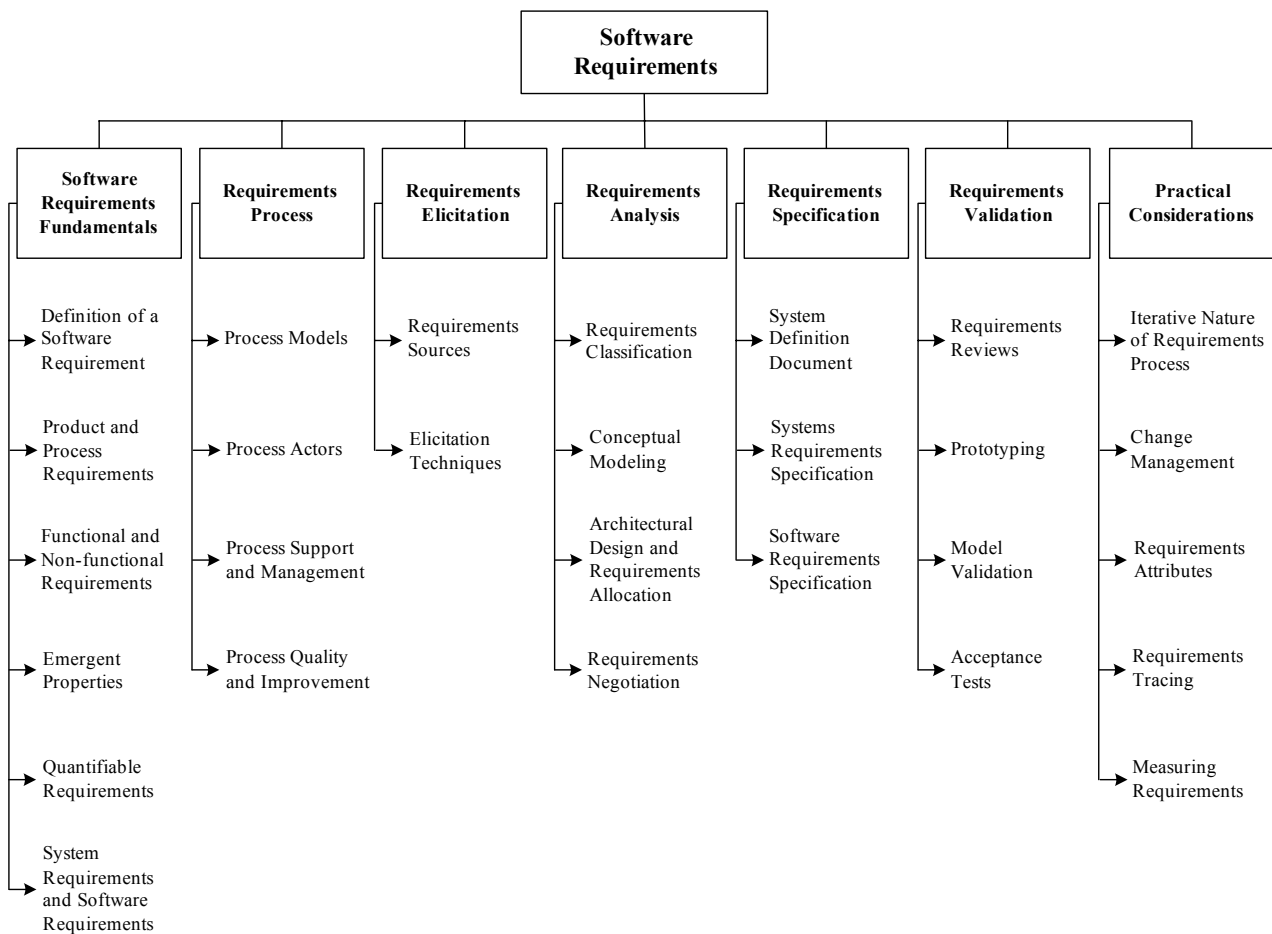 Software
Requirements
Software
Requirements
Fundamentals
Requirements
Process
Requirements
Elicitation
Requirements
Analysis
Requirements
Specification
Requirements
Validation
Practical
Considerations
Definition of a
Software
Requirement
Product and
Process
Requirements
Functional and
Non-functional
Requirements
Emergent
Properties
Quantifiable
Requirements
System
Requirements
and Software
Requirements
Process Models
Process Actors
Process Support
and Management
Process Quality
and Improvement
Requirements
Sources
Elicitation
Techniques
Requirements
Classification
Conceptual
Modeling
Architectural
Design and
Requirements
Allocation
Requirements
Negotiation
System
Definition
Document
Systems
Requirements
Specification
Software
Requirements
Specification
Requirements
Reviews
Prototyping
Model
Validation
Acceptance
Tests
Iterative Nature
of Requirements
Process
Change
Management
Requirements
Attributes
Requirements
Tracing
Measuring
Requirements